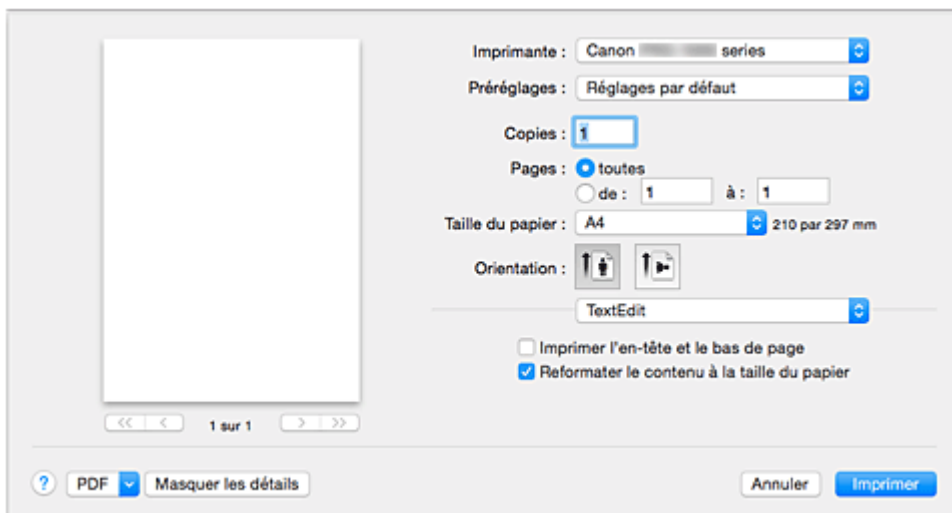 Imprimante : Canon series
Préréglages : Réglages par défaut
Copies : 1
Pages : toutes
de : 1 à : 1
Taille du papier : A4 210 par 297 mm
Orientation :
TextEdit
Imprimer l'en-tête et le bas de page
Reformater le contenu à la taille du papier
<< < 1 sur 1 > >>
? PDF Masquer les détails Annuler Imprimer